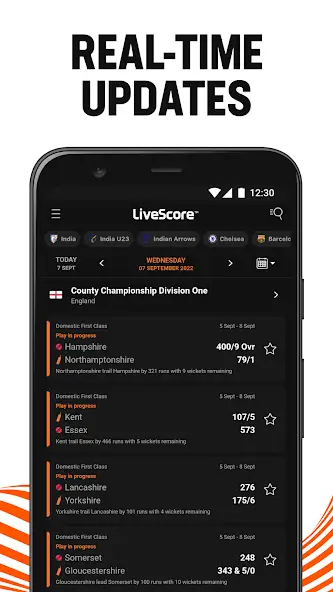 REAL-TIME
UPDATES
12:30
LiveScore™
India
India U23
Indian Arrows
Chelsea
Barcelo
TODAY
7 SEPT
WEDNESDAY
07 SEPTEMBER 2022
County Championship Division One
England
Domestic First Class 5 Sept - 8 Sept
Play in progress
Hampshire 400/9 Ovr
Northamptonshire 79/1
Northamptonshire trail Hampshire by 321 runs with 9 wickets remaining
Domestic First Class 5 Sept - 8 Sept
Play in progress
Kent 107/5
Essex 573
Kent trail Essex by 466 runs with 5 wickets remaining
Domestic First Class 5 Sept - 8 Sept
Play in progress
Lancashire 276
Yorkshire 175/6
Yorkshire trail Lancashire by 101 runs with 4 wickets remaining
Domestic First Class 5 Sept - 8 Sept
Play in progress
Somerset 248
Gloucestershire 343 & 5/0
Gloucestershire lead Somerset by 100 runs with 10 wickets remaining